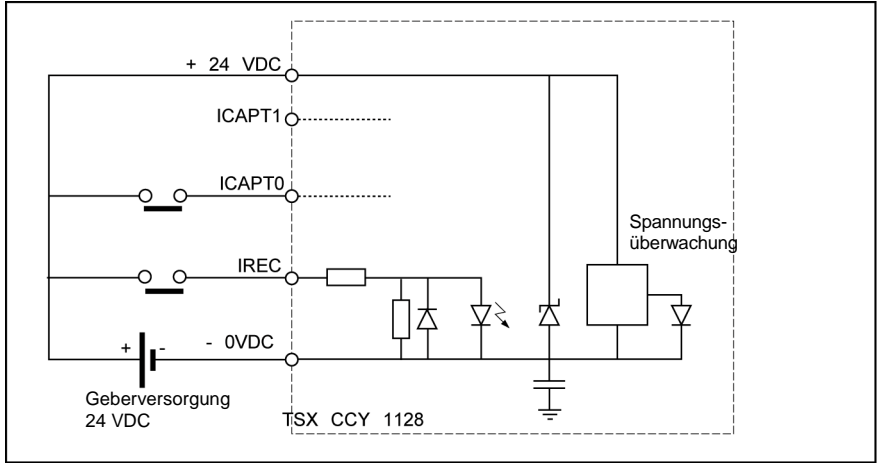 + 24 VDC
ICAPT1
ICAPT0
Spannungs-
überwachung
IREC
+ - - 0VDC
Geberversorgung
24 VDC
TSX CCY 1128